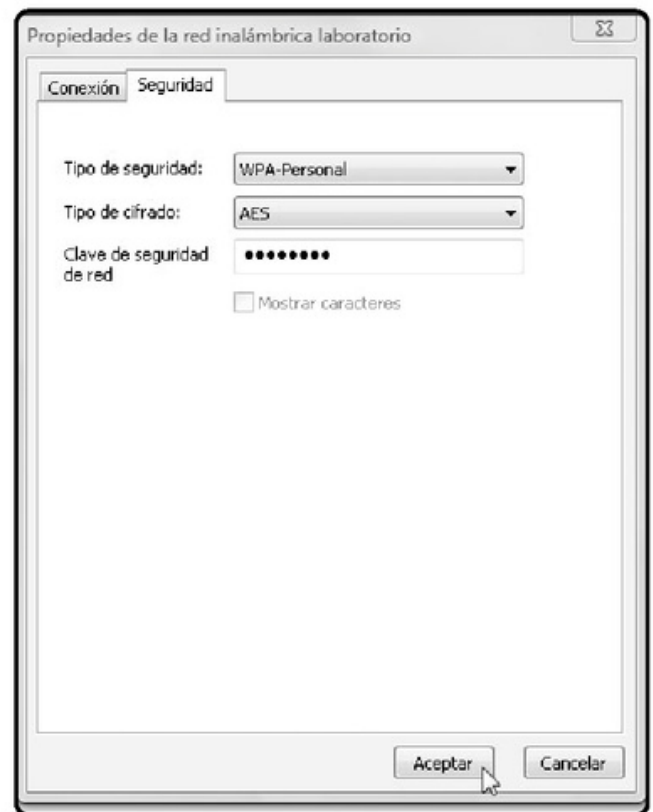 Propiedades de la red inalámbrica laboratorio
Conexión
Seguridad
Tipo de seguridad:
WPA-Personal
Tipo de cifrado:
AES
Clave de seguridad
de red
••••••••
Mostrar caracteres
Aceptar
Cancelar